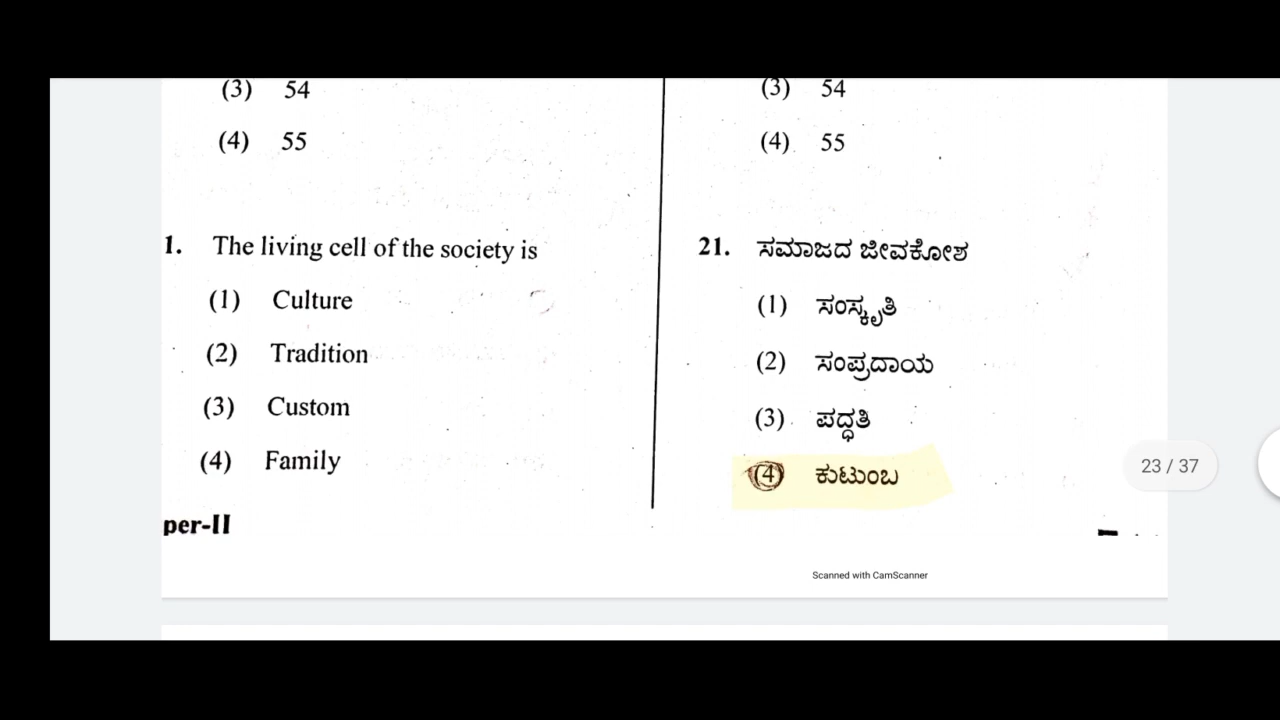 (3) 54
(4) 55
1. The living cell of the society is
(1) Culture
(2) Tradition
(3) Custom
(4) Family
per-II
(3) 54
(4) 55
21. ಸಮಾಜದ ಜೀವಕೋಶ
(1) ಸಂಸ್ಕೃತಿ
(2) ಸಂಪ್ರದಾಯ
(3) ಪದ್ಧತಿ
(4) ಕುಟುಂಬ
23 / 37
Scanned with CamScanner